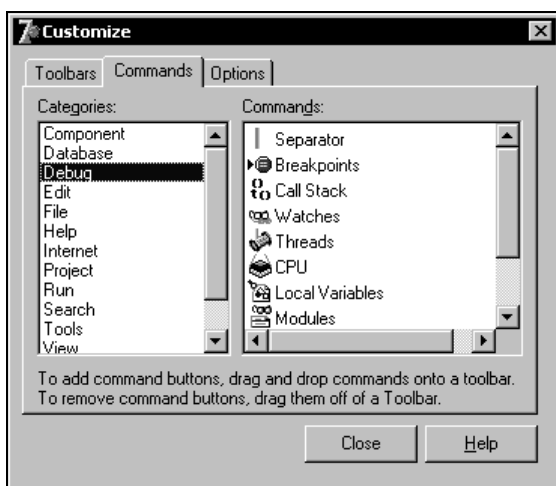 Customize
Toolbars Commands Options
Categories:
Component
Database
Debug
Edit
File
Help
Internet
Project
Run
Search
Tools
View
Commands:
Separator
Breakpoints
Call Stack
Watches
Threads
CPU
Local Variables
Modules
To add command buttons, drag and drop commands onto a toolbar.
To remove command buttons, drag them off of a Toolbar.
Close Help